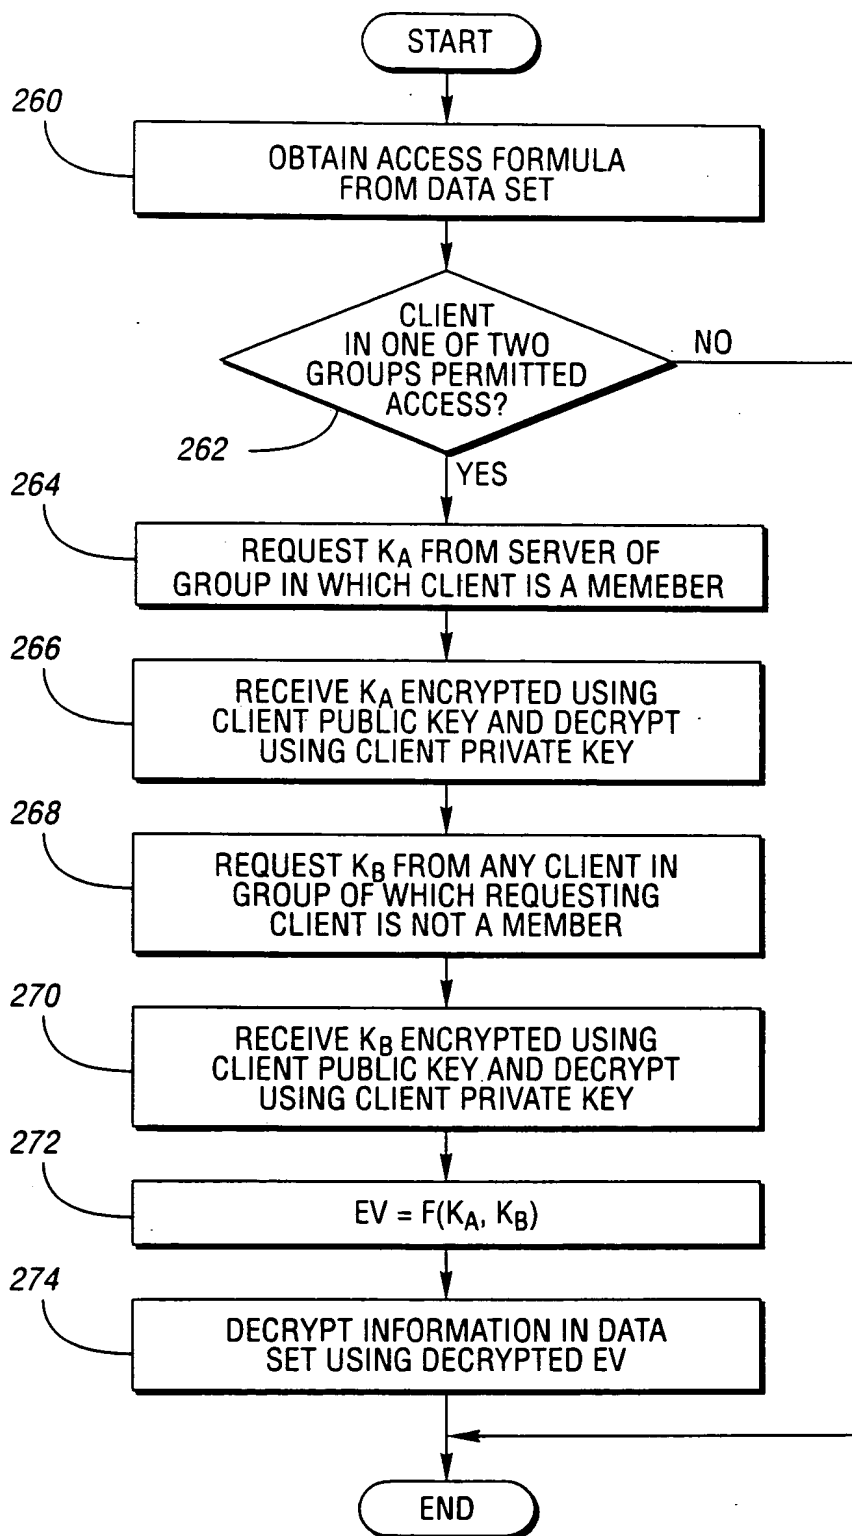 START
260
OBTAIN ACCESS FORMULA
FROM DATA SET
CLIENT
IN ONE OF TWO
GROUPS PERMITTED
ACCESS?
NO
262
YES
264
REQUEST KA FROM SERVER OF
GROUP IN WHICH CLIENT IS A MEMEBER
266
RECEIVE KA ENCRYPTED USING
CLIENT PUBLIC KEY AND DECRYPT
USING CLIENT PRIVATE KEY
268
REQUEST KB FROM ANY CLIENT IN
GROUP OF WHICH REQUESTING
CLIENT IS NOT A MEMBER
270
RECEIVE KB ENCRYPTED USING
CLIENT PUBLIC KEY AND DECRYPT
USING CLIENT PRIVATE KEY
272
EV = F(KA, KB)
274
DECRYPT INFORMATION IN DATA
SET USING DECRYPTED EV
END